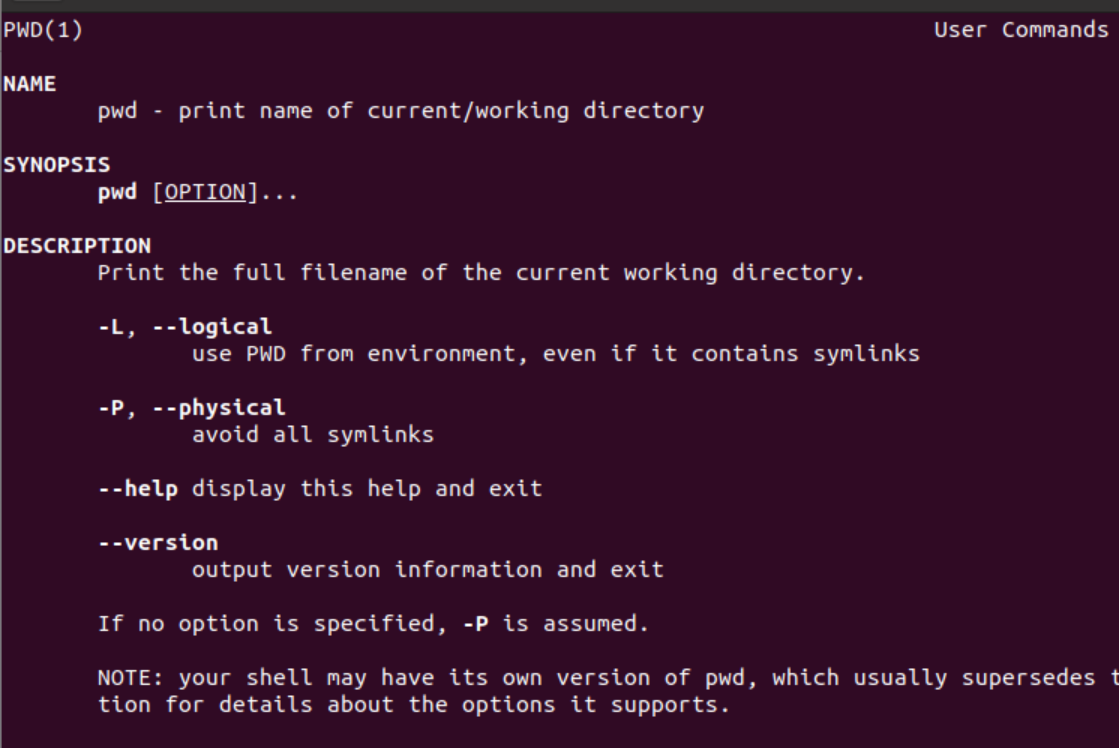 PWD(1) User Commands
NAME
pwd - print name of current/working directory
SYNOPSIS
pwd [OPTION]...
DESCRIPTION
Print the full filename of the current working directory.
-L, --logical
use PWD from environment, even if it contains symlinks
-P, --physical
avoid all symlinks
--help display this help and exit
--version
output version information and exit
If no option is specified, -P is assumed.
NOTE: your shell may have its own version of pwd, which usually supersedes t
tion for details about the options it supports.